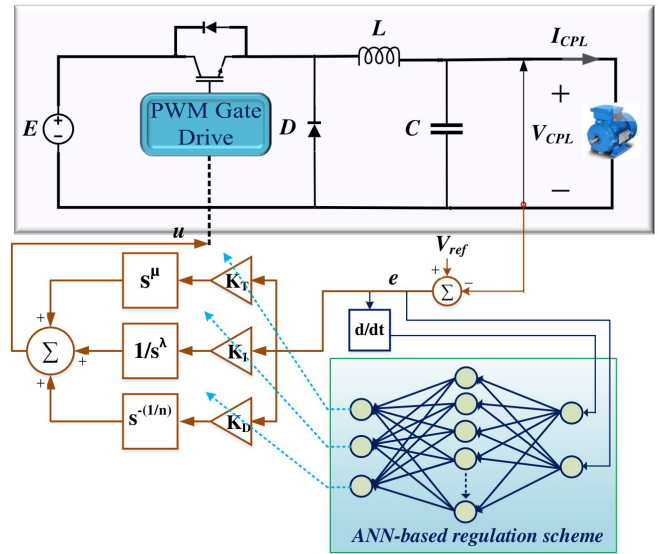 L
I_CPL
+
E
+
−
PWM Gate
Drive
D
C
V_CPL
−
u
V_ref
+
−
Σ
e
d/dt
s^μ
K_T
+
Σ
+
+
1/s^λ
K_I
s^-(1/n)
K_D
ANN-based regulation scheme